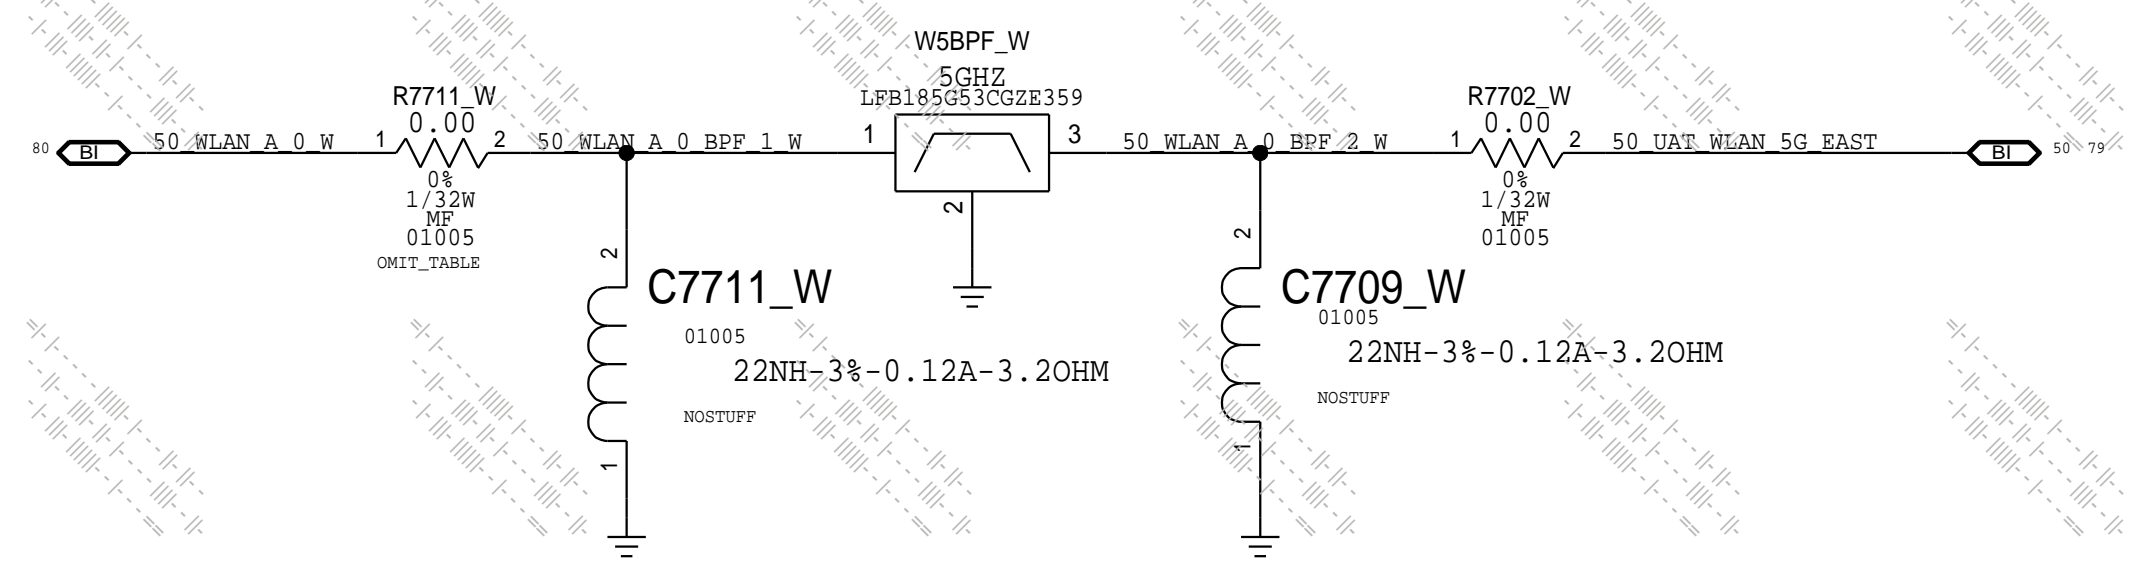 W5BPF_W
5GHZ
LFB185G53CGZE359
R7711_W
0.00
R7702_W
0.00
80 BI 50_WLAN_A_0_W 1 2 50_WLAN_A_0_BPF_1_W 1 3 50_WLAN_A_0_BPF_2_W 1 2 50_UAT_WLAN_5G_EAST BI 50 79
0%
1/32W
MF
01005
OMIT_TABLE
2
0%
1/32W
MF
01005
2
C7711_W
01005
22NH-3%-0.12A-3.2OHM
NOSTUFF
1
2
C7709_W
01005
22NH-3%-0.12A-3.2OHM
NOSTUFF
1